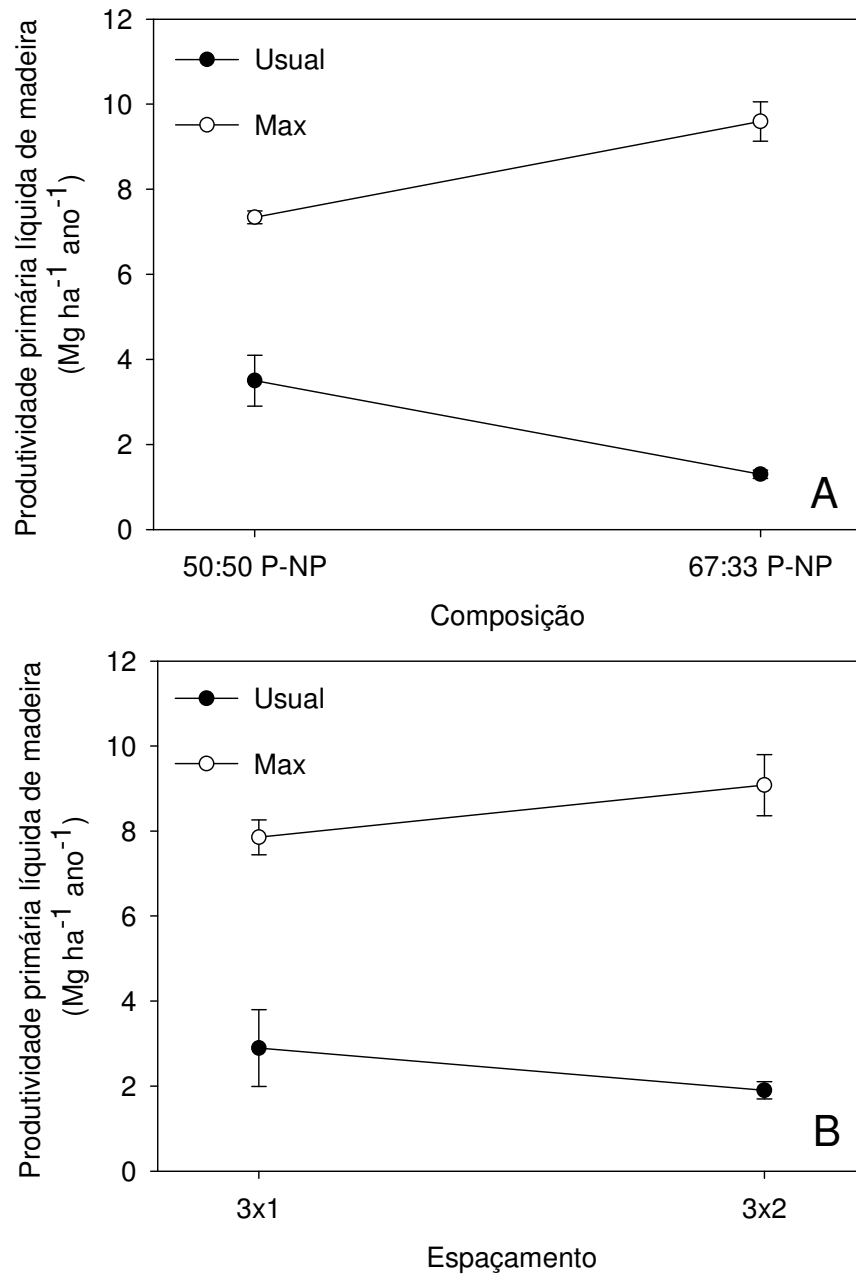 Produtividade primária líquida de madeira
(Mg ha⁻¹ ano⁻¹)
12
10
8
6
4
2
0
Usual
Max
A
50:50 P-NP
67:33 P-NP
Composição
Produtividade primária líquida de madeira
(Mg ha⁻¹ ano⁻¹)
12
10
8
6
4
2
0
Usual
Max
B
3x1
3x2
Espaçamento